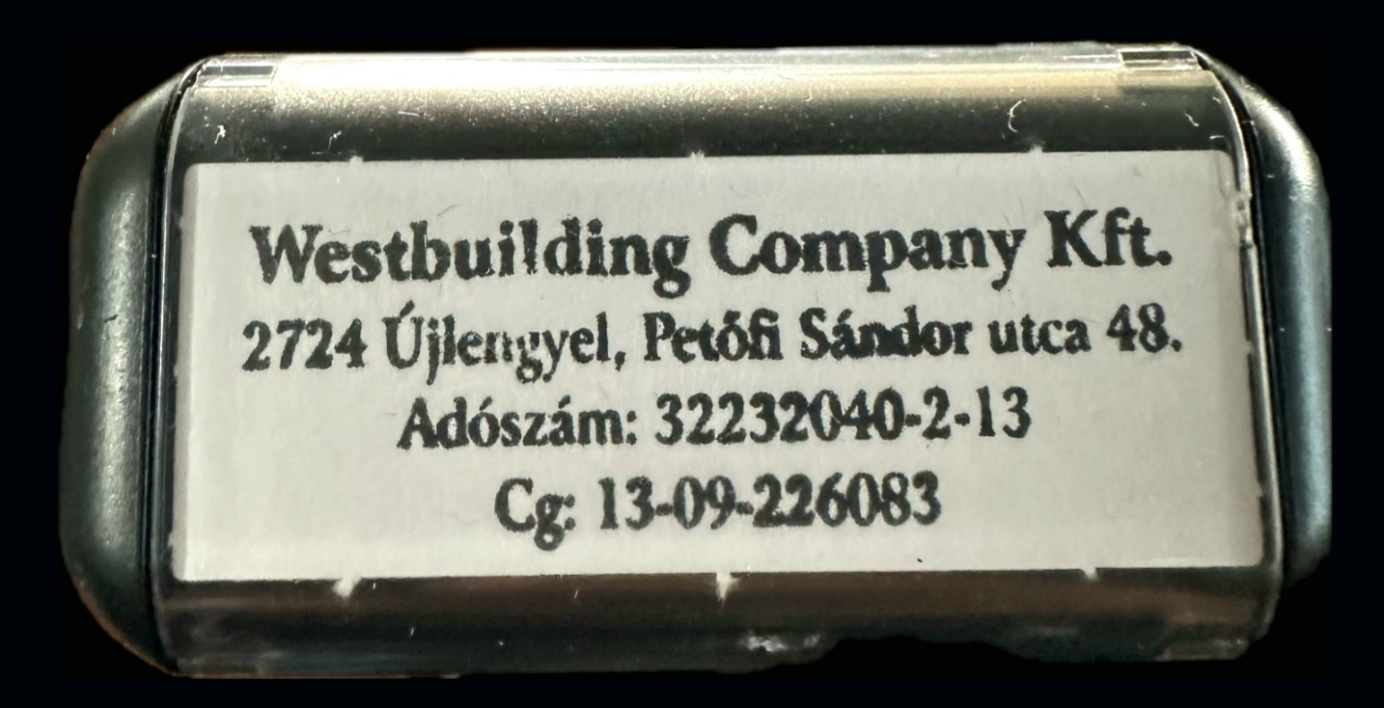 Westbuilding Company Kft.
2724 Újlengyel, Petőfi Sándor utca 48.
Adószám: 32232040-2-13
Cg: 13-09-226083